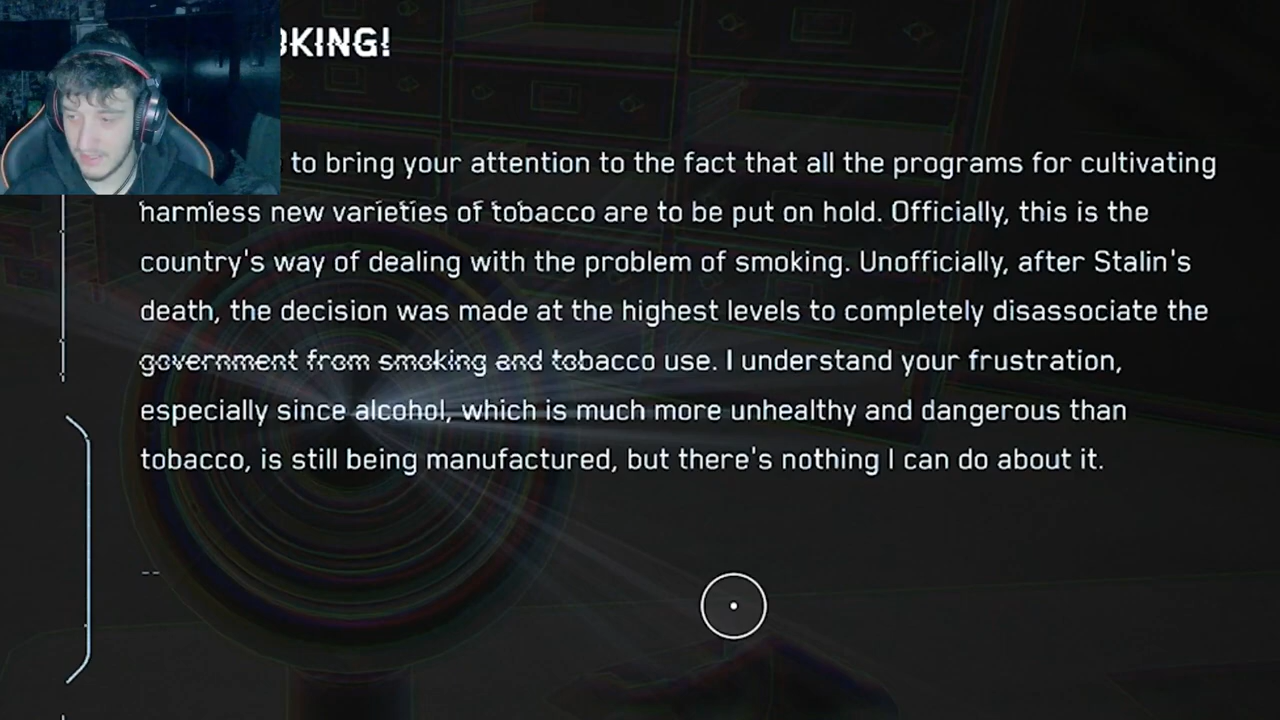 OKING!
to bring your attention to the fact that all the programs for cultivating
harmless new varieties of tobacco are to be put on hold. Officially, this is the
country's way of dealing with the problem of smoking. Unofficially, after Stalin's
death, the decision was made at the highest levels to completely disassociate the
government from smoking and tobacco use. I understand your frustration,
especially since alcohol, which is much more unhealthy and dangerous than
tobacco, is still being manufactured, but there's nothing I can do about it.
--